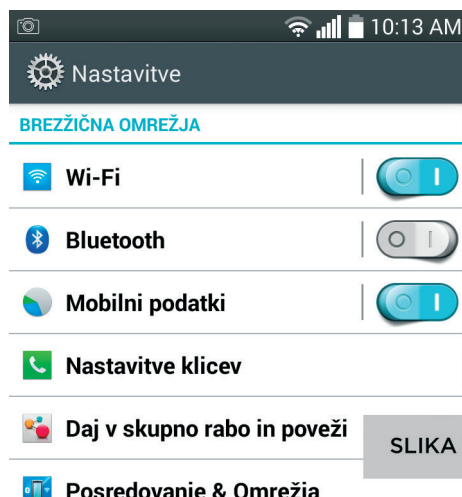 10:13 AM
Nastavitve
BREZŽIČNA OMREŽJA
Wi-Fi
Bluetooth
Mobilni podatki
Nastavitve klicev
Daj v skupno rabo in poveži
SLIKA
Posredovanje & Omrežja